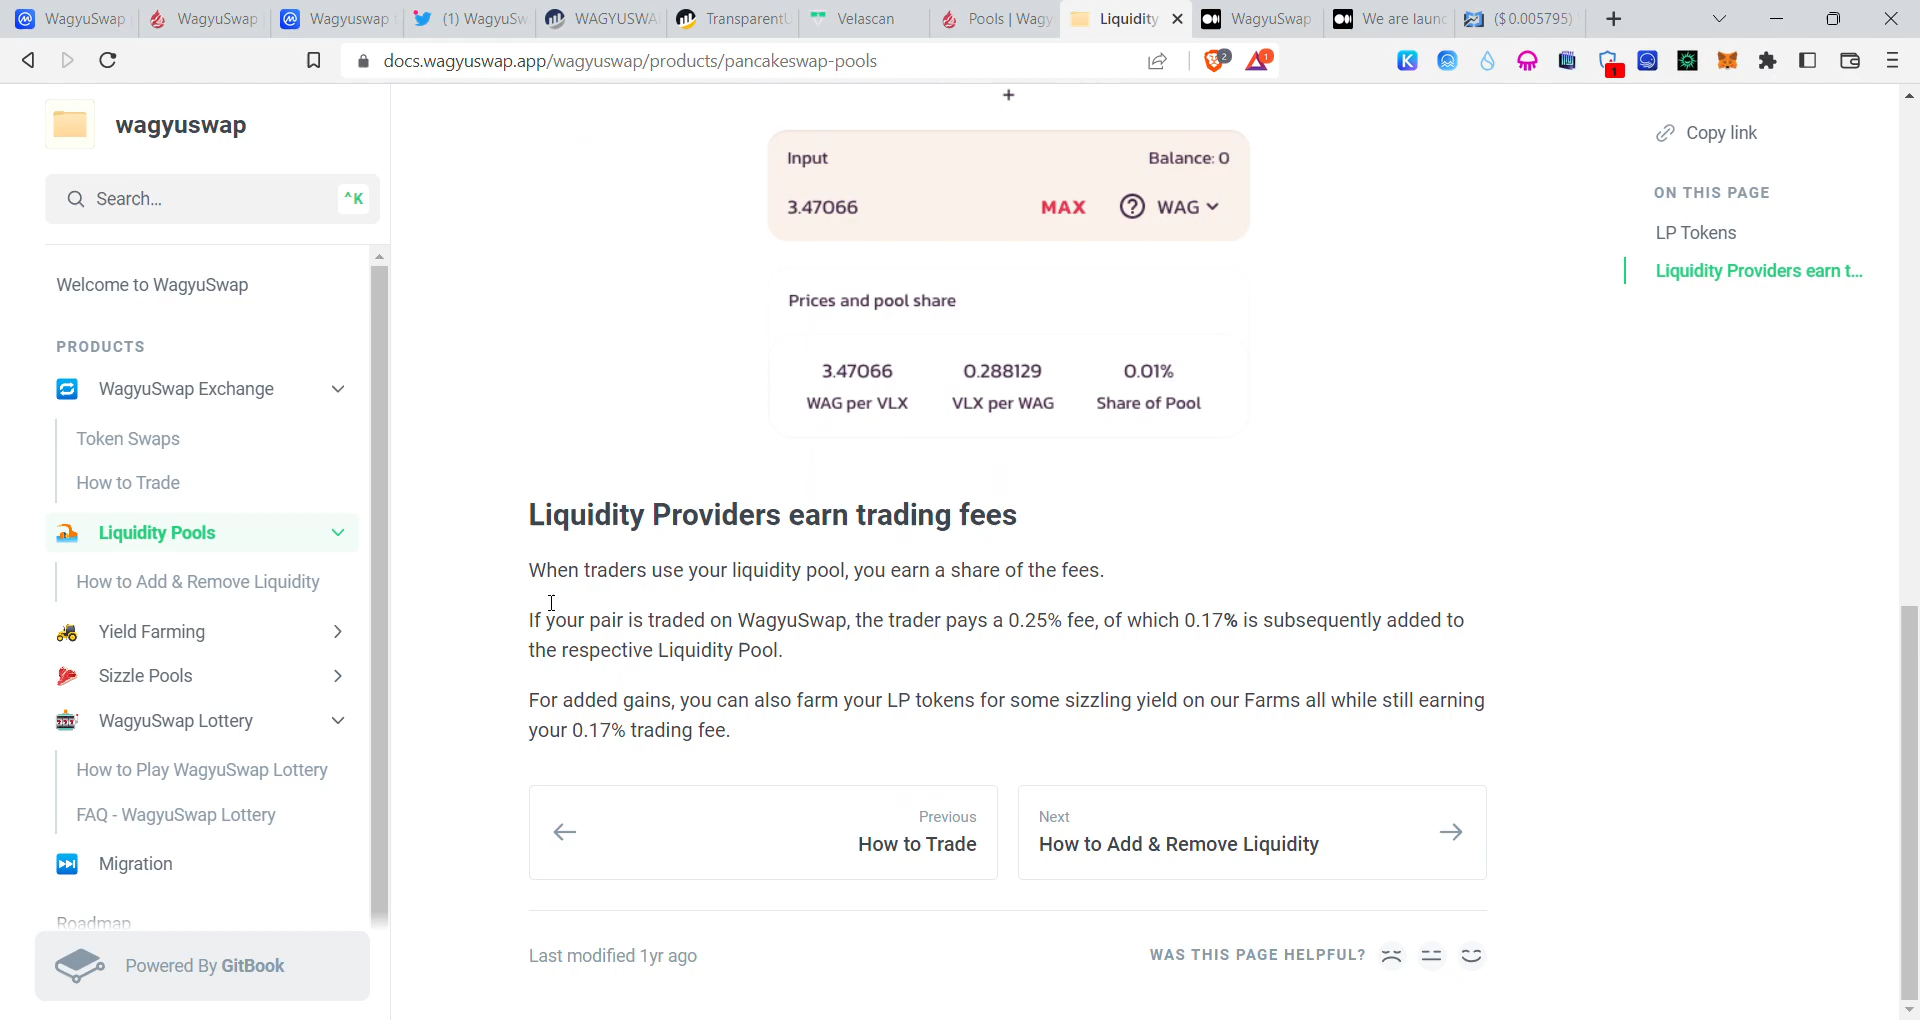 Wagyuswap
WagyuSwap
Wagyuswap
(1) WagyuSw
WAGYUSWA
TransparentU
Velascan
Pools | Wagy
Liquidity
WagyuSwap
We are laun
($0.005795)
docs.wagyuswap.app/wagyuswap/products/pancakeswap-pools
2
1
1
wagyuswap
Search...
^K
Welcome to WagyuSwap
PRODUCTS
WagyuSwap Exchange
Token Swaps
How to Trade
Liquidity Pools
How to Add & Remove Liquidity
Yield Farming
Sizzle Pools
WagyuSwap Lottery
How to Play WagyuSwap Lottery
FAQ - WagyuSwap Lottery
Migration
Roadmap
Powered By GitBook
+
Input
Balance: 0
3.47066
MAX
WAG
Prices and pool share
3.47066
0.288129
0.01%
WAG per VLX
VLX per WAG
Share of Pool
Liquidity Providers earn trading fees
When traders use your liquidity pool, you earn a share of the fees.
If your pair is traded on WagyuSwap, the trader pays a 0.25% fee, of which 0.17% is subsequently added to
the respective Liquidity Pool.
For added gains, you can also farm your LP tokens for some sizzling yield on our Farms all while still earning
your 0.17% trading fee.
Previous
How to Trade
Next
How to Add & Remove Liquidity
Last modified 1yr ago
WAS THIS PAGE HELPFUL?
Copy link
ON THIS PAGE
LP Tokens
Liquidity Providers earn t...